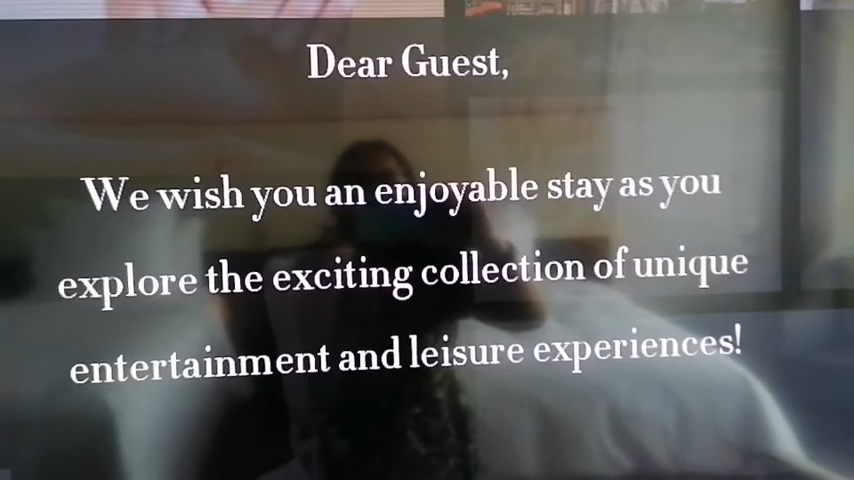 Dear Guest,
We wish you an enjoyable stay as you
explore the exciting collection of unique
entertainment and leisure experiences!